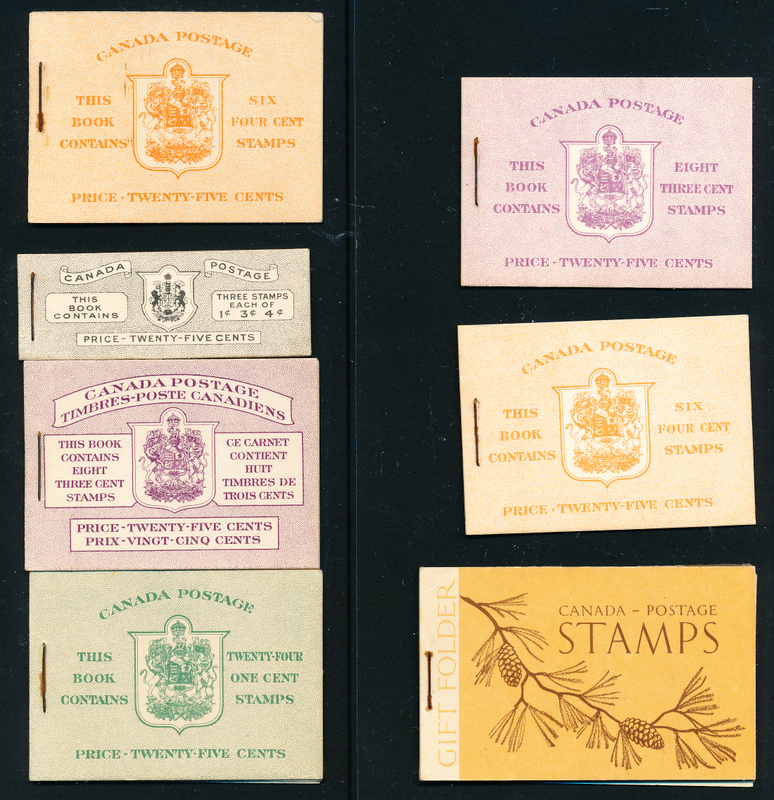 CANADA POSTAGE
THIS
BOOK
CONTAINS
SIX
FOUR CENT
STAMPS
PRICE · TWENTY-FIVE CENTS
CANADA POSTAGE
THIS
BOOK
CONTAINS
THREE STAMPS
EACH OF
1¢ 3¢ 4¢
PRICE - TWENTY-FIVE CENTS
CANADA POSTAGE
TIMBRES-POSTE CANADIENS
THIS BOOK
CONTAINS
EIGHT
THREE CENT
STAMPS
CE CARNET
CONTIENT
HUIT
TIMBRES DE
TROIS CENTS
PRICE - TWENTY-FIVE CENTS
PRIX - VINGT-CINQ CENTS
CANADA POSTAGE
THIS
BOOK
CONTAINS
TWENTY-FOUR
ONE CENT
STAMPS
PRICE · TWENTY-FIVE CENTS
CANADA POSTAGE
THIS
BOOK
CONTAINS
EIGHT
THREE CENT
STAMPS
PRICE · TWENTY-FIVE CENTS
CANADA POSTAGE
THIS
BOOK
CONTAINS
SIX
FOUR CENT
STAMPS
PRICE · TWENTY-FIVE CENTS
GIFT FOLDER
CANADA – POSTAGE
STAMPS